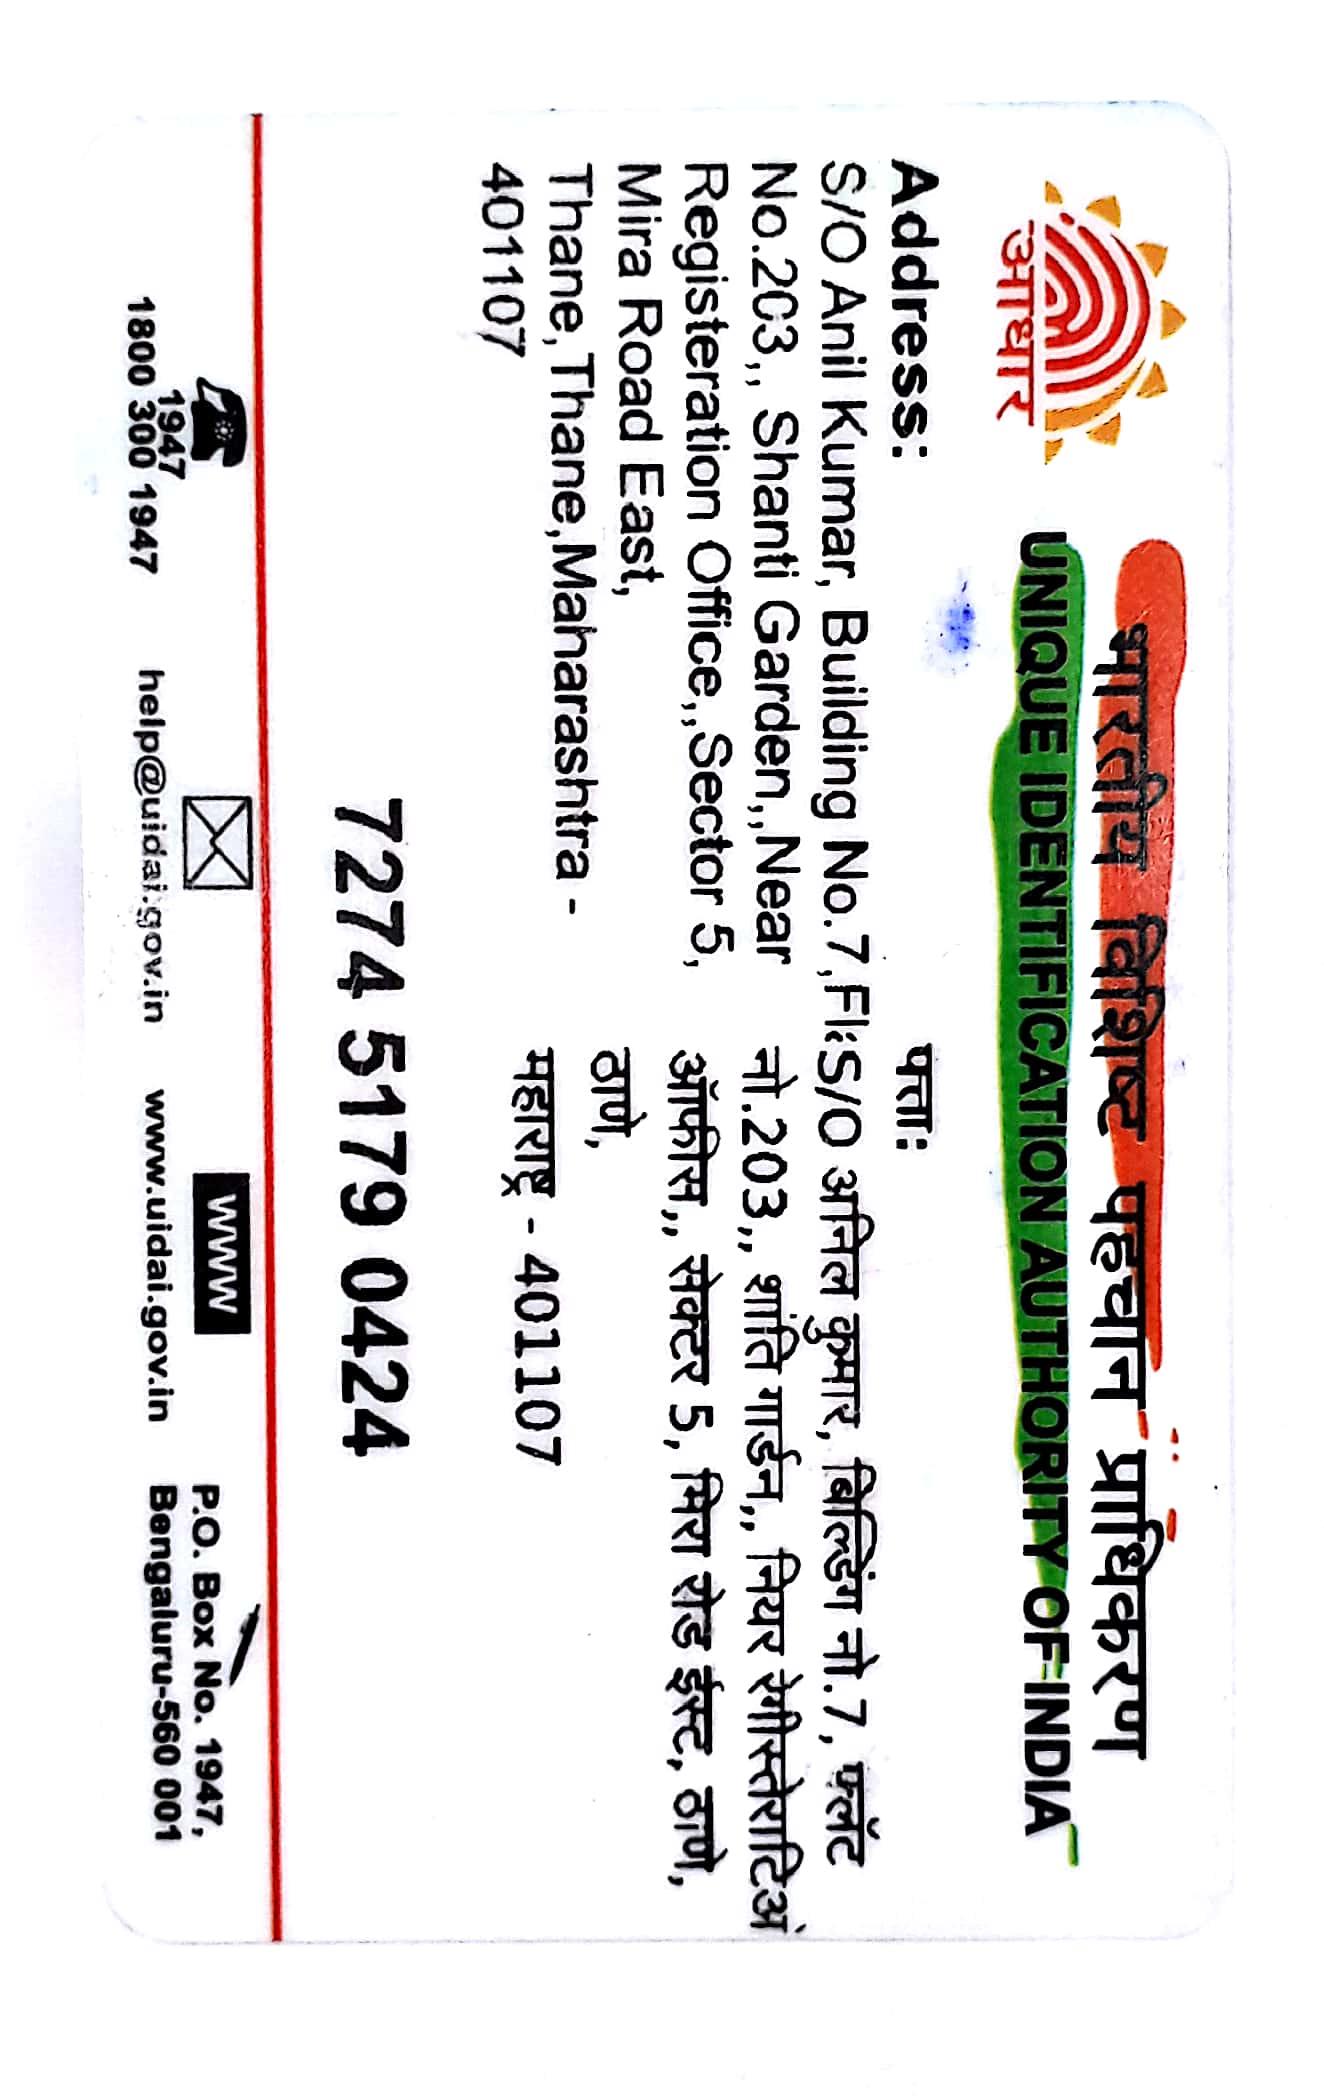 भारतीय विशिष्ट पहचान प्राधिकरण
UNIQUE IDENTIFICATION AUTHORITY OF INDIA
आधार
Address:
S/O Anil Kumar, Building No.7,
No.203,, Shanti Garden,,Near
Registeration Office,,Sector 5,
Mira Road East,
Thane,Thane,Maharashtra -
401107
पत्ता:
S/O अनिल कुमार, बिल्डिंग नो.7, फ्लॅट
नो.203,, शांति गार्डन,, नियर रेगीस्तेराटिअं
ऑफीस,, सेक्टर 5, मिरा रोड ईस्ट, ठाणे,
ठाणे,
महाराष्ट्र - 401107
7274 5179 0424
1947
1800 300 1947
help@uidai.gov.in
WWW
www.uidai.gov.in
P.O. Box No. 1947,
Bengaluru-560 001